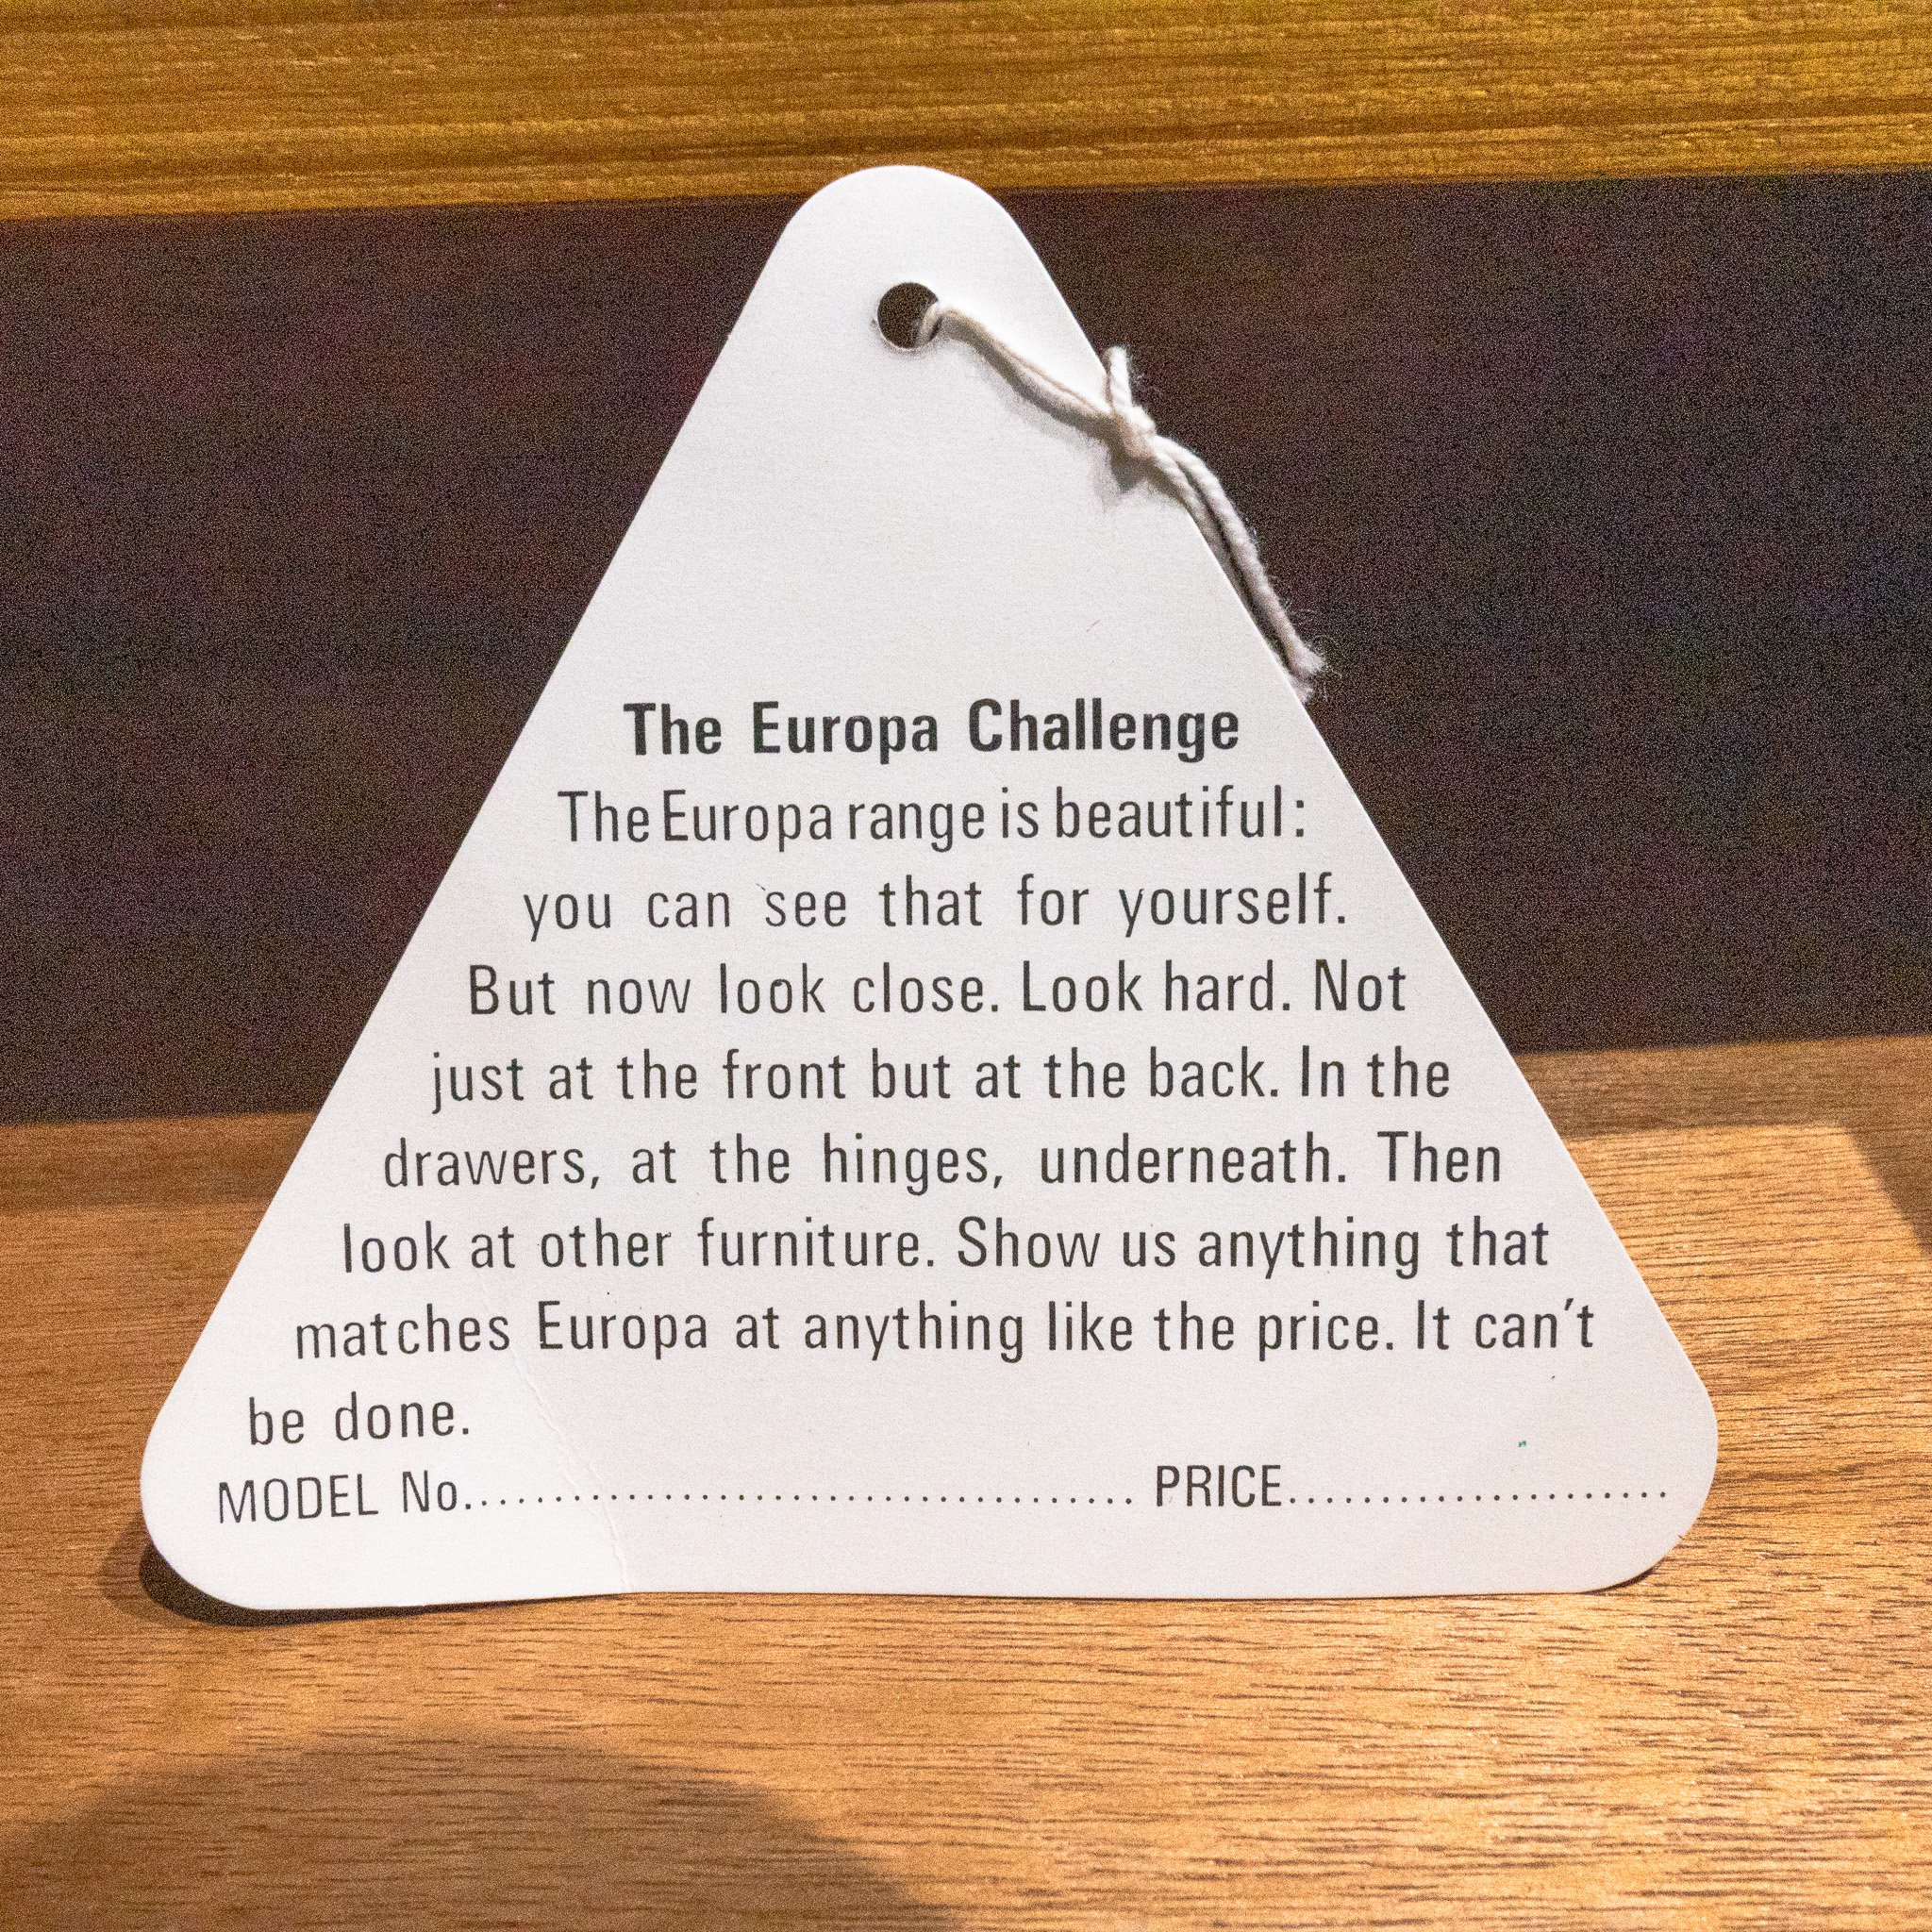 The Europa Challenge
The Europa range is beautiful:
you can see that for yourself.
But now look close. Look hard. Not
just at the front but at the back. In the
drawers, at the hinges, underneath. Then
look at other furniture. Show us anything that
matches Europa at anything like the price. It can't
be done.
MODEL No.................................... PRICE.....................